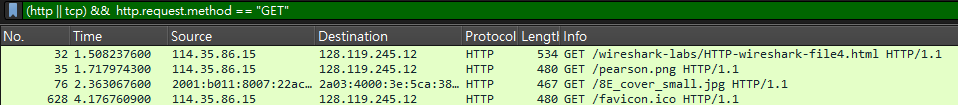 (http || tcp) && http.request.method == "GET"
No. 時間 Source Destination Protocol Lengtl Info
32 1.508237600 114.35.86.15 128.119.245.12 HTTP 534 GET /wireshark-labs/HTTP-wireshark-file4.html HTTP/1.1
35 1.717974300 114.35.86.15 128.119.245.12 HTTP 480 GET /pearson.png HTTP/1.1
76 2.363067600 2001:b011:8007:22ac… 2a03:4000:3e:5ca:38… HTTP 467 GET /8E_cover_small.jpg HTTP/1.1
628 4.176760900 114.35.86.15 128.119.245.12 HTTP 480 GET /favicon.ico HTTP/1.1